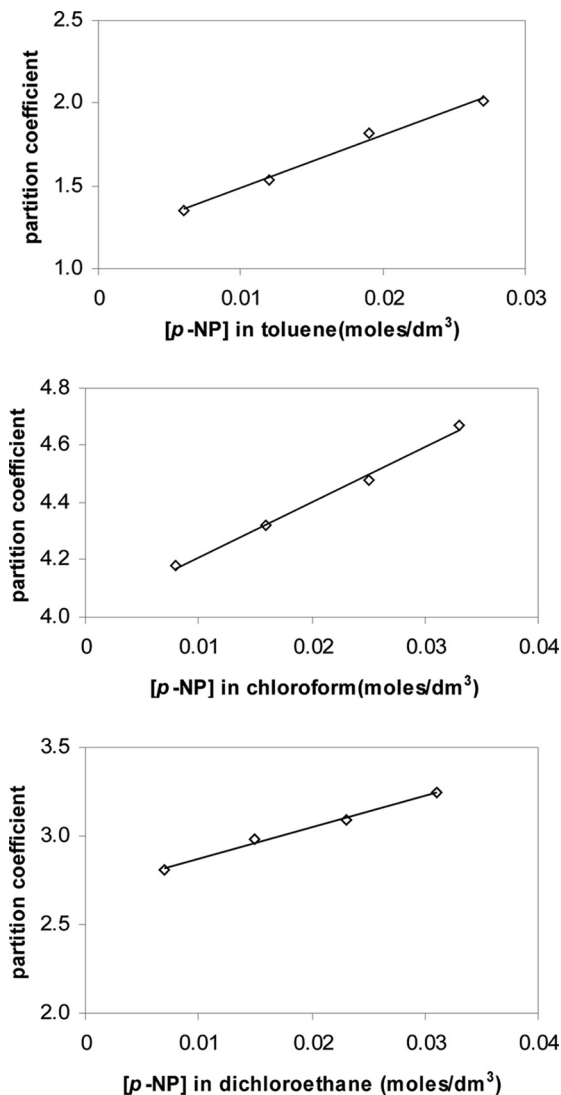 2.5
2.0
1.5
1.0
partition coefficient
0 0.01 0.02 0.03
[p-NP] in toluene(moles/dm³)
4.8
4.6
4.4
4.2
4.0
partition coefficient
0 0.01 0.02 0.03 0.04
[p-NP] in chloroform(moles/dm³)
3.5
3.0
2.5
2.0
partition coefficient
0 0.01 0.02 0.03 0.04
[p-NP] in dichloroethane (moles/dm³)